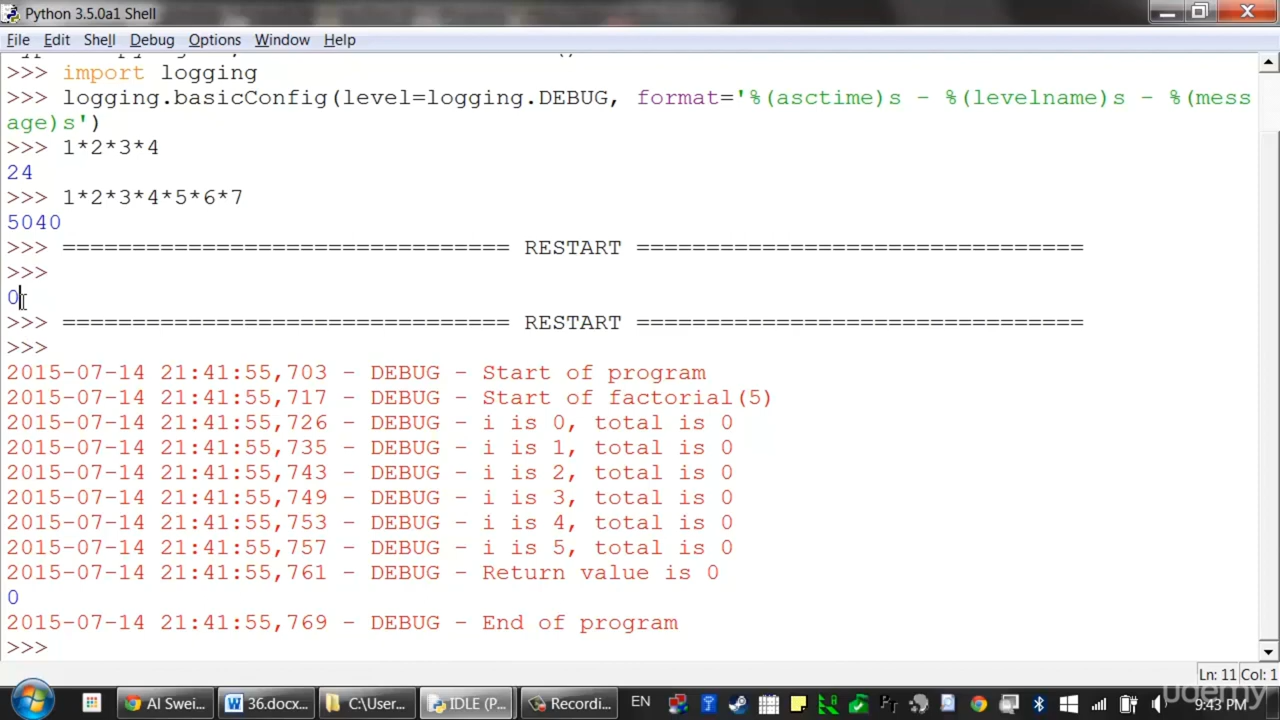 Python 3.5.0a1 Shell
File Edit Shell Debug Options Window Help
>>> import logging
>>> logging.basicConfig(level=logging.DEBUG, format='%(asctime)s - %(levelname)s - %(mess
age)s')
>>> 1*2*3*4
24
>>> 1*2*3*4*5*6*7
5040
>>> ================================ RESTART ================================
>>>
0
>>> ================================ RESTART ================================
>>>
2015-07-14 21:41:55,703 - DEBUG - Start of program
2015-07-14 21:41:55,717 - DEBUG - Start of factorial(5)
2015-07-14 21:41:55,726 - DEBUG - i is 0, total is 0
2015-07-14 21:41:55,735 - DEBUG - i is 1, total is 0
2015-07-14 21:41:55,743 - DEBUG - i is 2, total is 0
2015-07-14 21:41:55,749 - DEBUG - i is 3, total is 0
2015-07-14 21:41:55,753 - DEBUG - i is 4, total is 0
2015-07-14 21:41:55,757 - DEBUG - i is 5, total is 0
2015-07-14 21:41:55,761 - DEBUG - Return value is 0
0
2015-07-14 21:41:55,769 - DEBUG - End of program
>>>
Ln: 11 Col: 1
Al Swei... 36.docx... C:\User... IDLE (P... Recordi... EN 9:43 PM
udemy